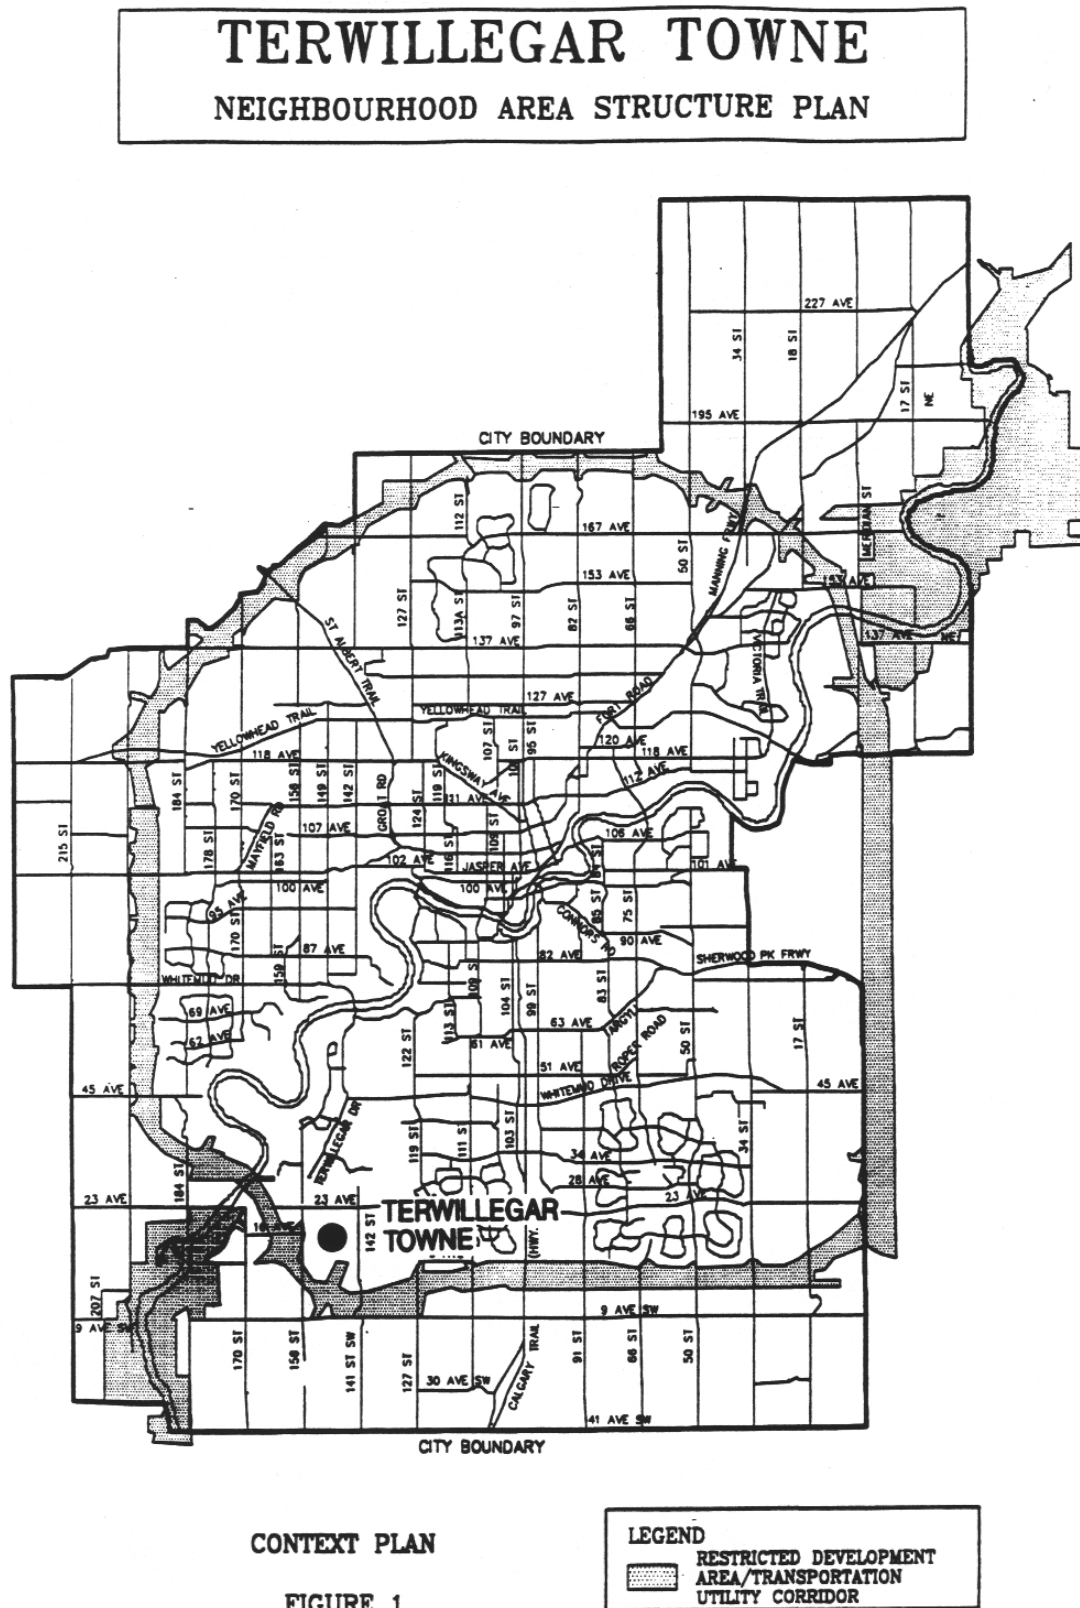 TERWILLEGAR TOWNE
NEIGHBOURHOOD AREA STRUCTURE PLAN
227 AVE
34 ST
18 ST
17 ST
NE
195 AVE
CITY BOUNDARY
112 ST
167 AVE
MERIDIAN ST
MANNING FRWY
50 ST
153 AVE
153 AVE
127 ST
113A S
97 ST
82 ST
66 ST
137 AVE
137 AVE
NE
ST ALBERT TRAIL
VICTORIA TRAIL
127 AVE
YELLOWHEAD TRAIL
YELLOWHEAD TRAIL
FORT ROAD
107 ST
95 ST
120 AVE
118 AVE
118 AVE
112 AVE
KINGSWAY AVE
184 ST
170 ST
156 ST
149 ST
142 ST
GROAT RD
124 ST
119 ST
111 AVE
215 ST
178 ST
MAYFIELD RD
163 ST
107 AVE
116 ST
109 ST
106 AVE
102 AVE
JASPER AVE
101 AVE
100 AVE
100 AVE
95 AVE
170 ST
85 ST
75 ST
CONNORS RD
90 AVE
87 AVE
159 ST
82 AVE
SHERWOOD PK FRWY
WHITEMUD DR
109 S
104 ST
99 ST
83 ST
69 AVE
62 AVE
113 ST
63 AVE
61 AVE
ARGYLL
ROPER ROAD
50 ST
17 ST
122 ST
51 AVE
WHITEMUD DRIVE
45 AVE
45 AVE
TERWILLEGAR DR
119 ST
111 ST
103 ST
34 ST
34 AVE
28 AVE
23 AVE
184 ST
23 AVE
23 AVE
142 ST
TERWILLEGAR
TOWNE
(HWY.
207 ST
9 AVE SW
9 AVE SW
170 ST
156 ST
141 ST SW
127 ST
30 AVE SW
CALGARY TRAIL
91 ST
66 ST
50 ST
41 AVE SW
CITY BOUNDARY
CONTEXT PLAN
FIGURE 1
LEGEND
RESTRICTED DEVELOPMENT
AREA/TRANSPORTATION
UTILITY CORRIDOR